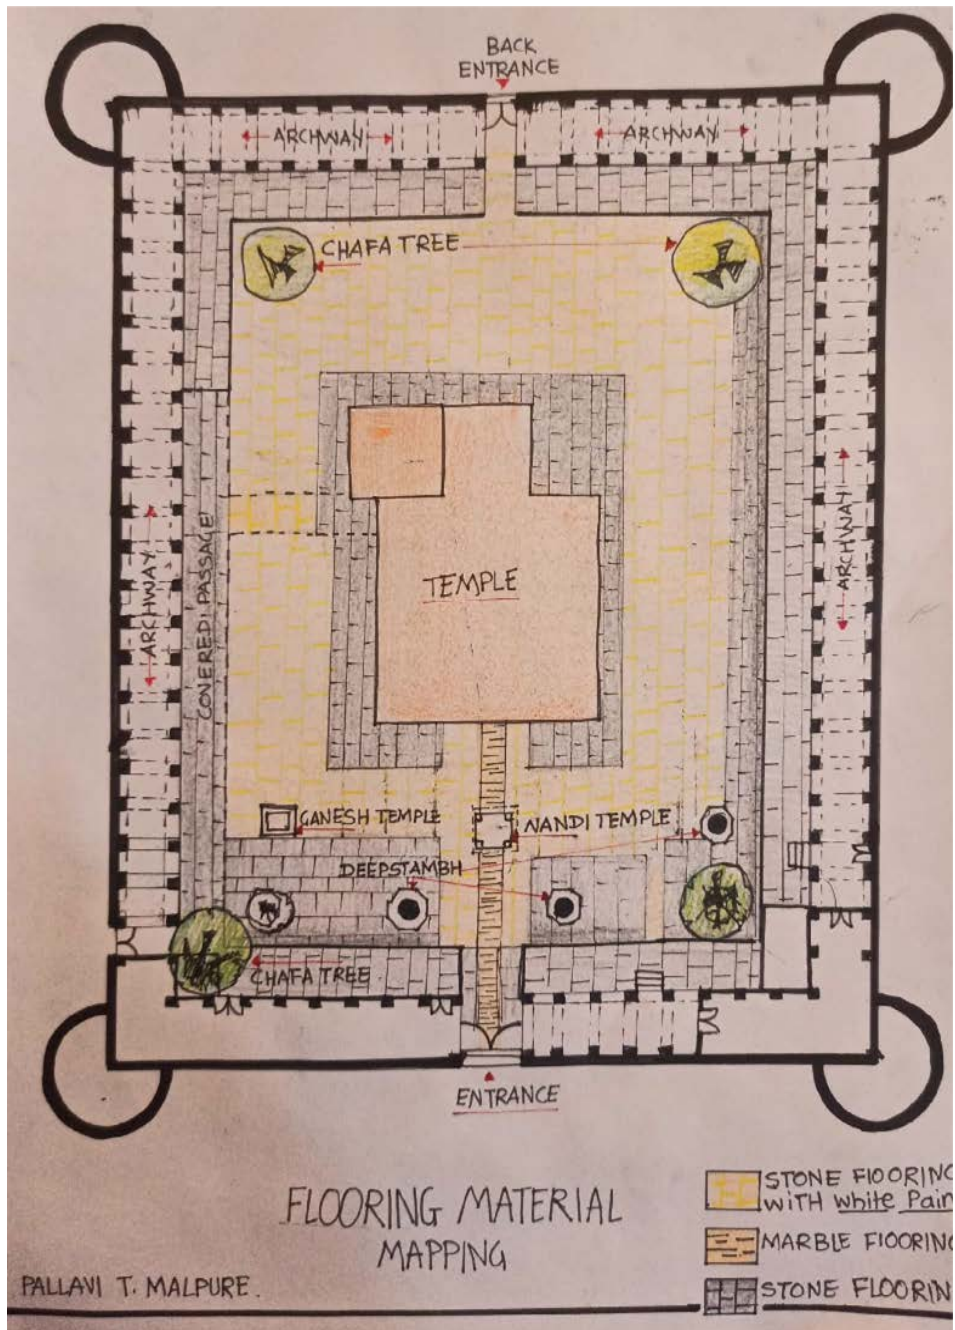 BACK
ENTRANCE
ARCHWAY
ARCHWAY
CHAFA TREE
ARCHWAY
COVERED PASSAGE
TEMPLE
ARCHWAY
GANESH TEMPLE
NANDI TEMPLE
DEEPSTAMBH
CHAFA TREE
ENTRANCE
FLOORING MATERIAL
MAPPING
PALLAVI T. MALPURE.
STONE FlOORING
WiTH white Pain
MARBLE FlOORING
STONE FLOORIN